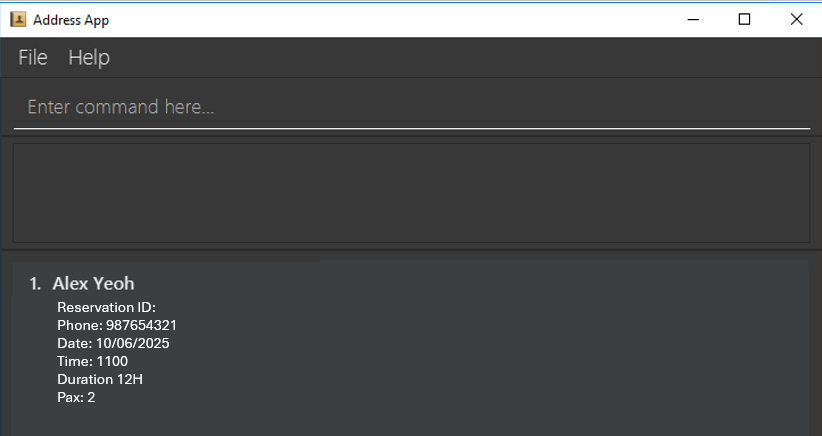 Address App
File Help
Enter command here...
1. Alex Yeoh
Reservation ID:
Phone: 987654321
Date: 10/06/2025
Time: 1100
Duration 12H
Pax: 2